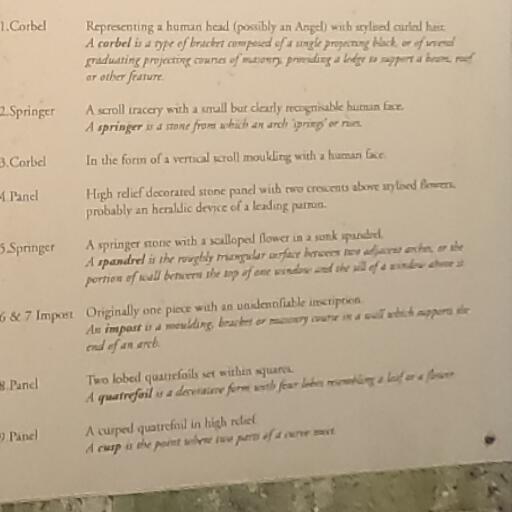 1.Corbel Representing a human head (possibly an Angel) with stylised curled hair.
A corbel is a type of bracket composed of a single projecting block, or of several
graduating projecting courses of masonry, providing a ledge to support a beam, roof
or other feature.
2.Springer A scroll tracery with a small but clearly recognisable human face.
A springer is a stone from which an arch 'springs' or rises.
3.Corbel In the form of a vertical scroll moulding with a human face.
4.Panel High relief decorated stone panel with two crescents above stylised flowers,
probably an heraldic device of a leading patron.
5.Springer A springer stone with a scalloped flower in a sunk spandrel.
A spandrel is the roughly triangular surface between two adjacent arches, or the
portion of wall between the top of one window and the sill of a window above it.
6 & 7 Impost Originally one piece with an unidentifiable inscription.
An impost is a moulding, bracket or masonry course in a wall which supports the
end of an arch.
8.Panel Two lobed quatrefoils set within squares.
A quatrefoil is a decorative form with four lobes resembling a leaf or a flower.
9.Panel A cusped quatrefoil in high relief.
A cusp is the point where two parts of a curve meet.